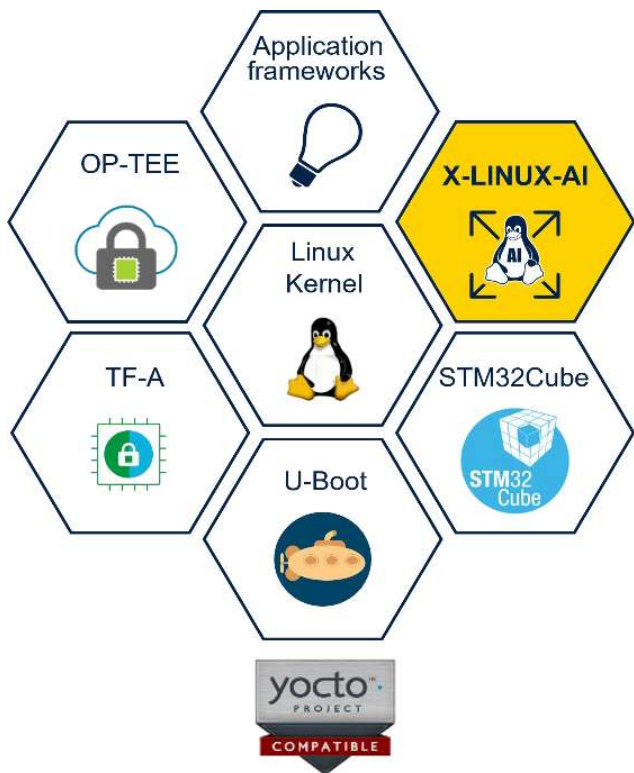 Application
frameworks
OP-TEE
X-LINUX-AI
AI
Linux
Kernel
TF-A
STM32Cube
STM32
Cube
U-Boot
yocto
PROJECT
COMPATIBLE